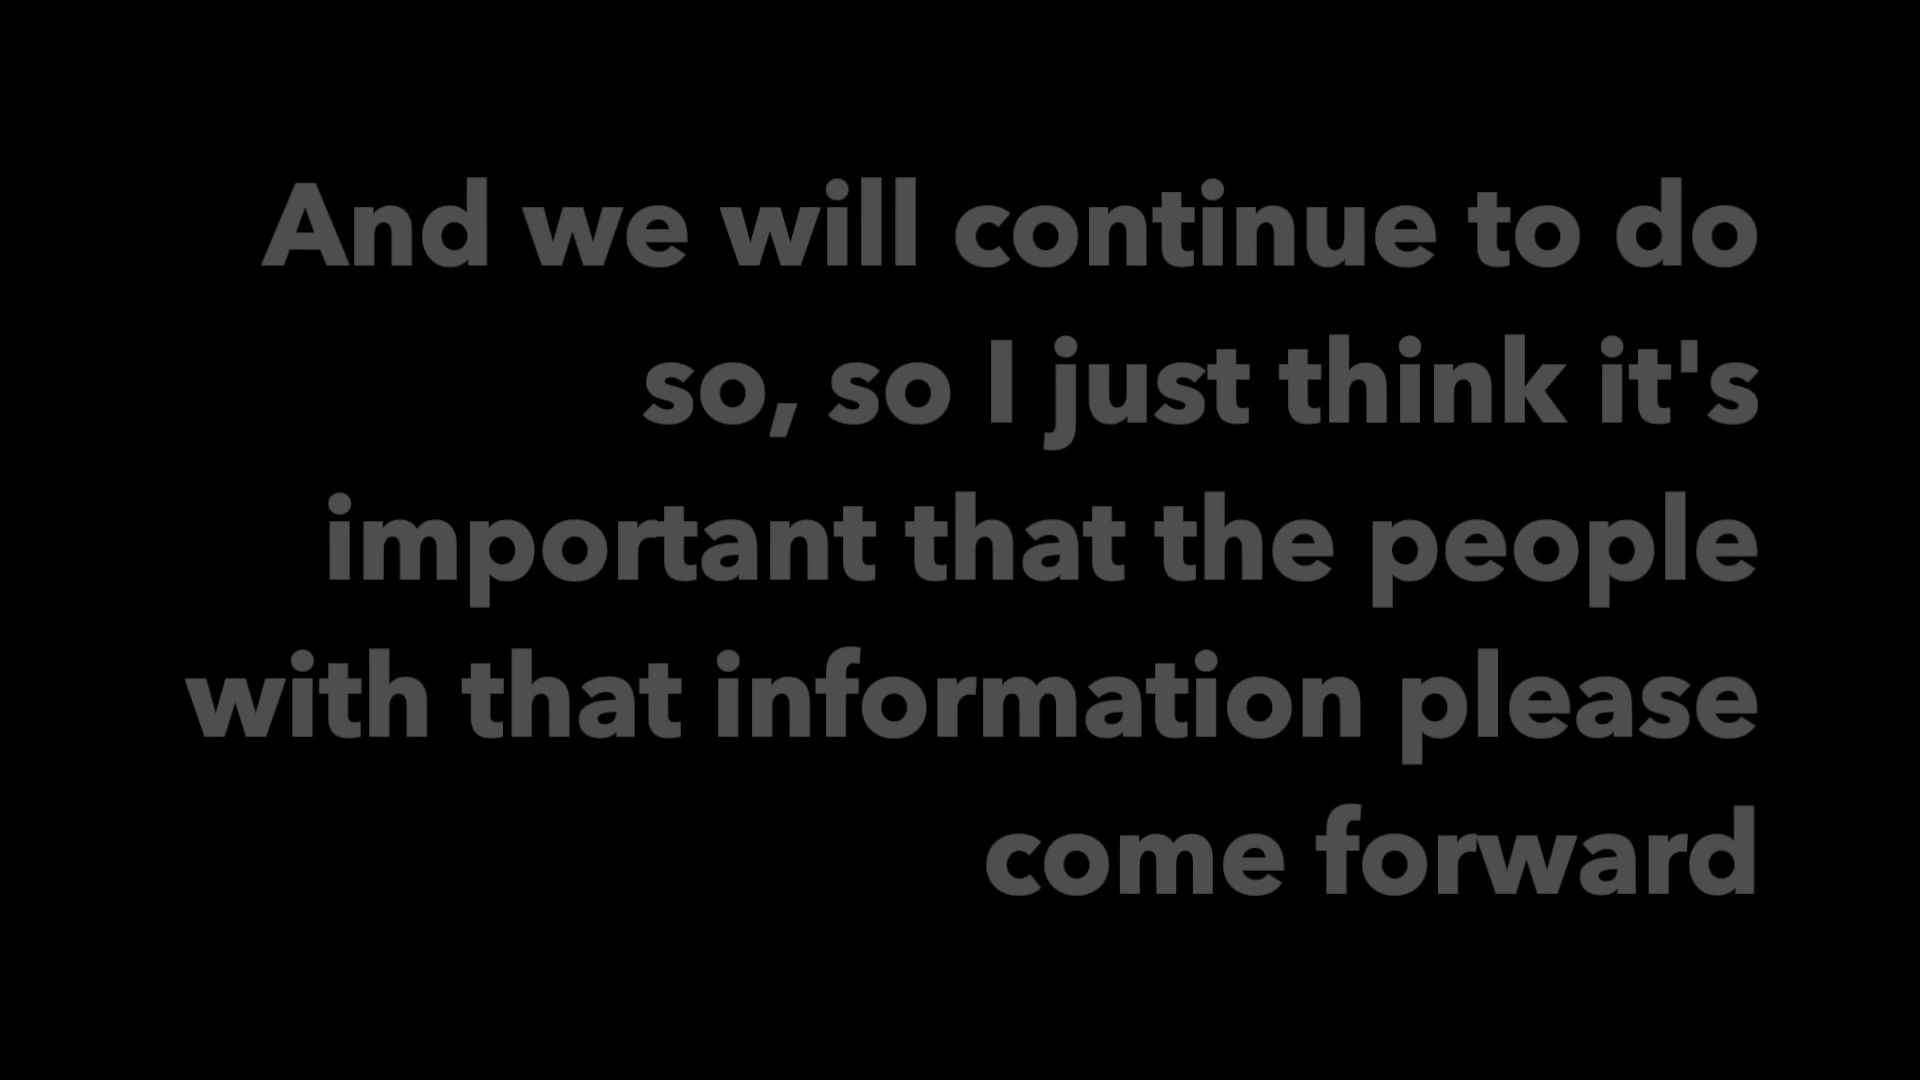 And we will continue to do
so, so I just think it's
important that the people
with that information please
come forward